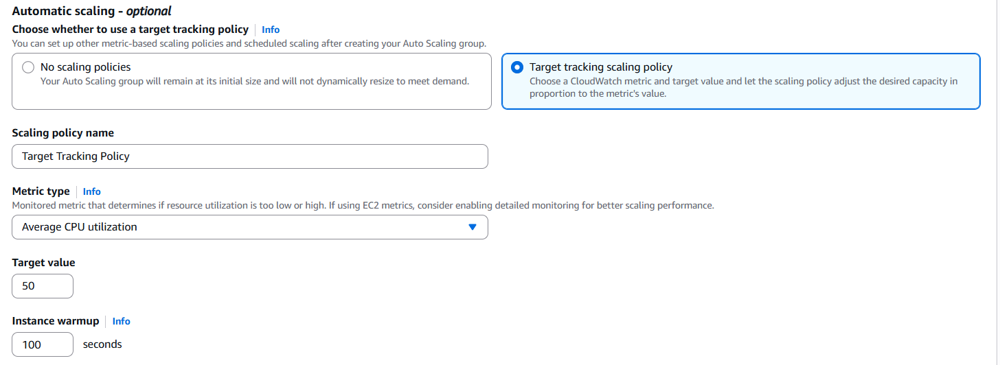 Automatic scaling - optional
Choose whether to use a target tracking policy Info
You can set up other metric-based scaling policies and scheduled scaling after creating your Auto Scaling group.
No scaling policies
Your Auto Scaling group will remain at its initial size and will not dynamically resize to meet demand.
Target tracking scaling policy
Choose a CloudWatch metric and target value and let the scaling policy adjust the desired capacity in
proportion to the metric's value.
Scaling policy name
Target Tracking Policy
Metric type Info
Monitored metric that determines if resource utilization is too low or high. If using EC2 metrics, consider enabling detailed monitoring for better scaling performance.
Average CPU utilization
Target value
50
Instance warmup Info
100 seconds